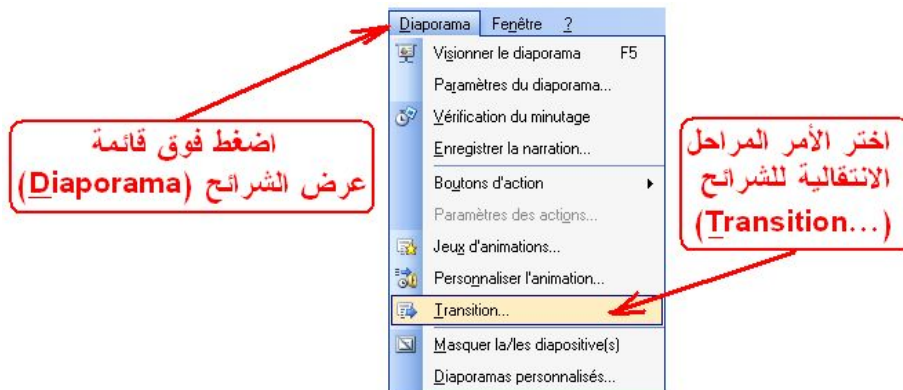 Diaporama Fenêtre ?
Visionner le diaporama F5
Paramètres du diaporama...
Vérification du minutage
Enregistrer la narration...
Boutons d'action
Paramètres des actions...
Jeux d'animations...
Personnaliser l'animation...
Transition...
Masquer la/les diapositive(s)
Diaporamas personnalisés...
اضغط فوق قائمة
عرض الشرائح (Diaporama)
اختر الأمر المراحل
الانتقالية للشرائح
(Transition...)